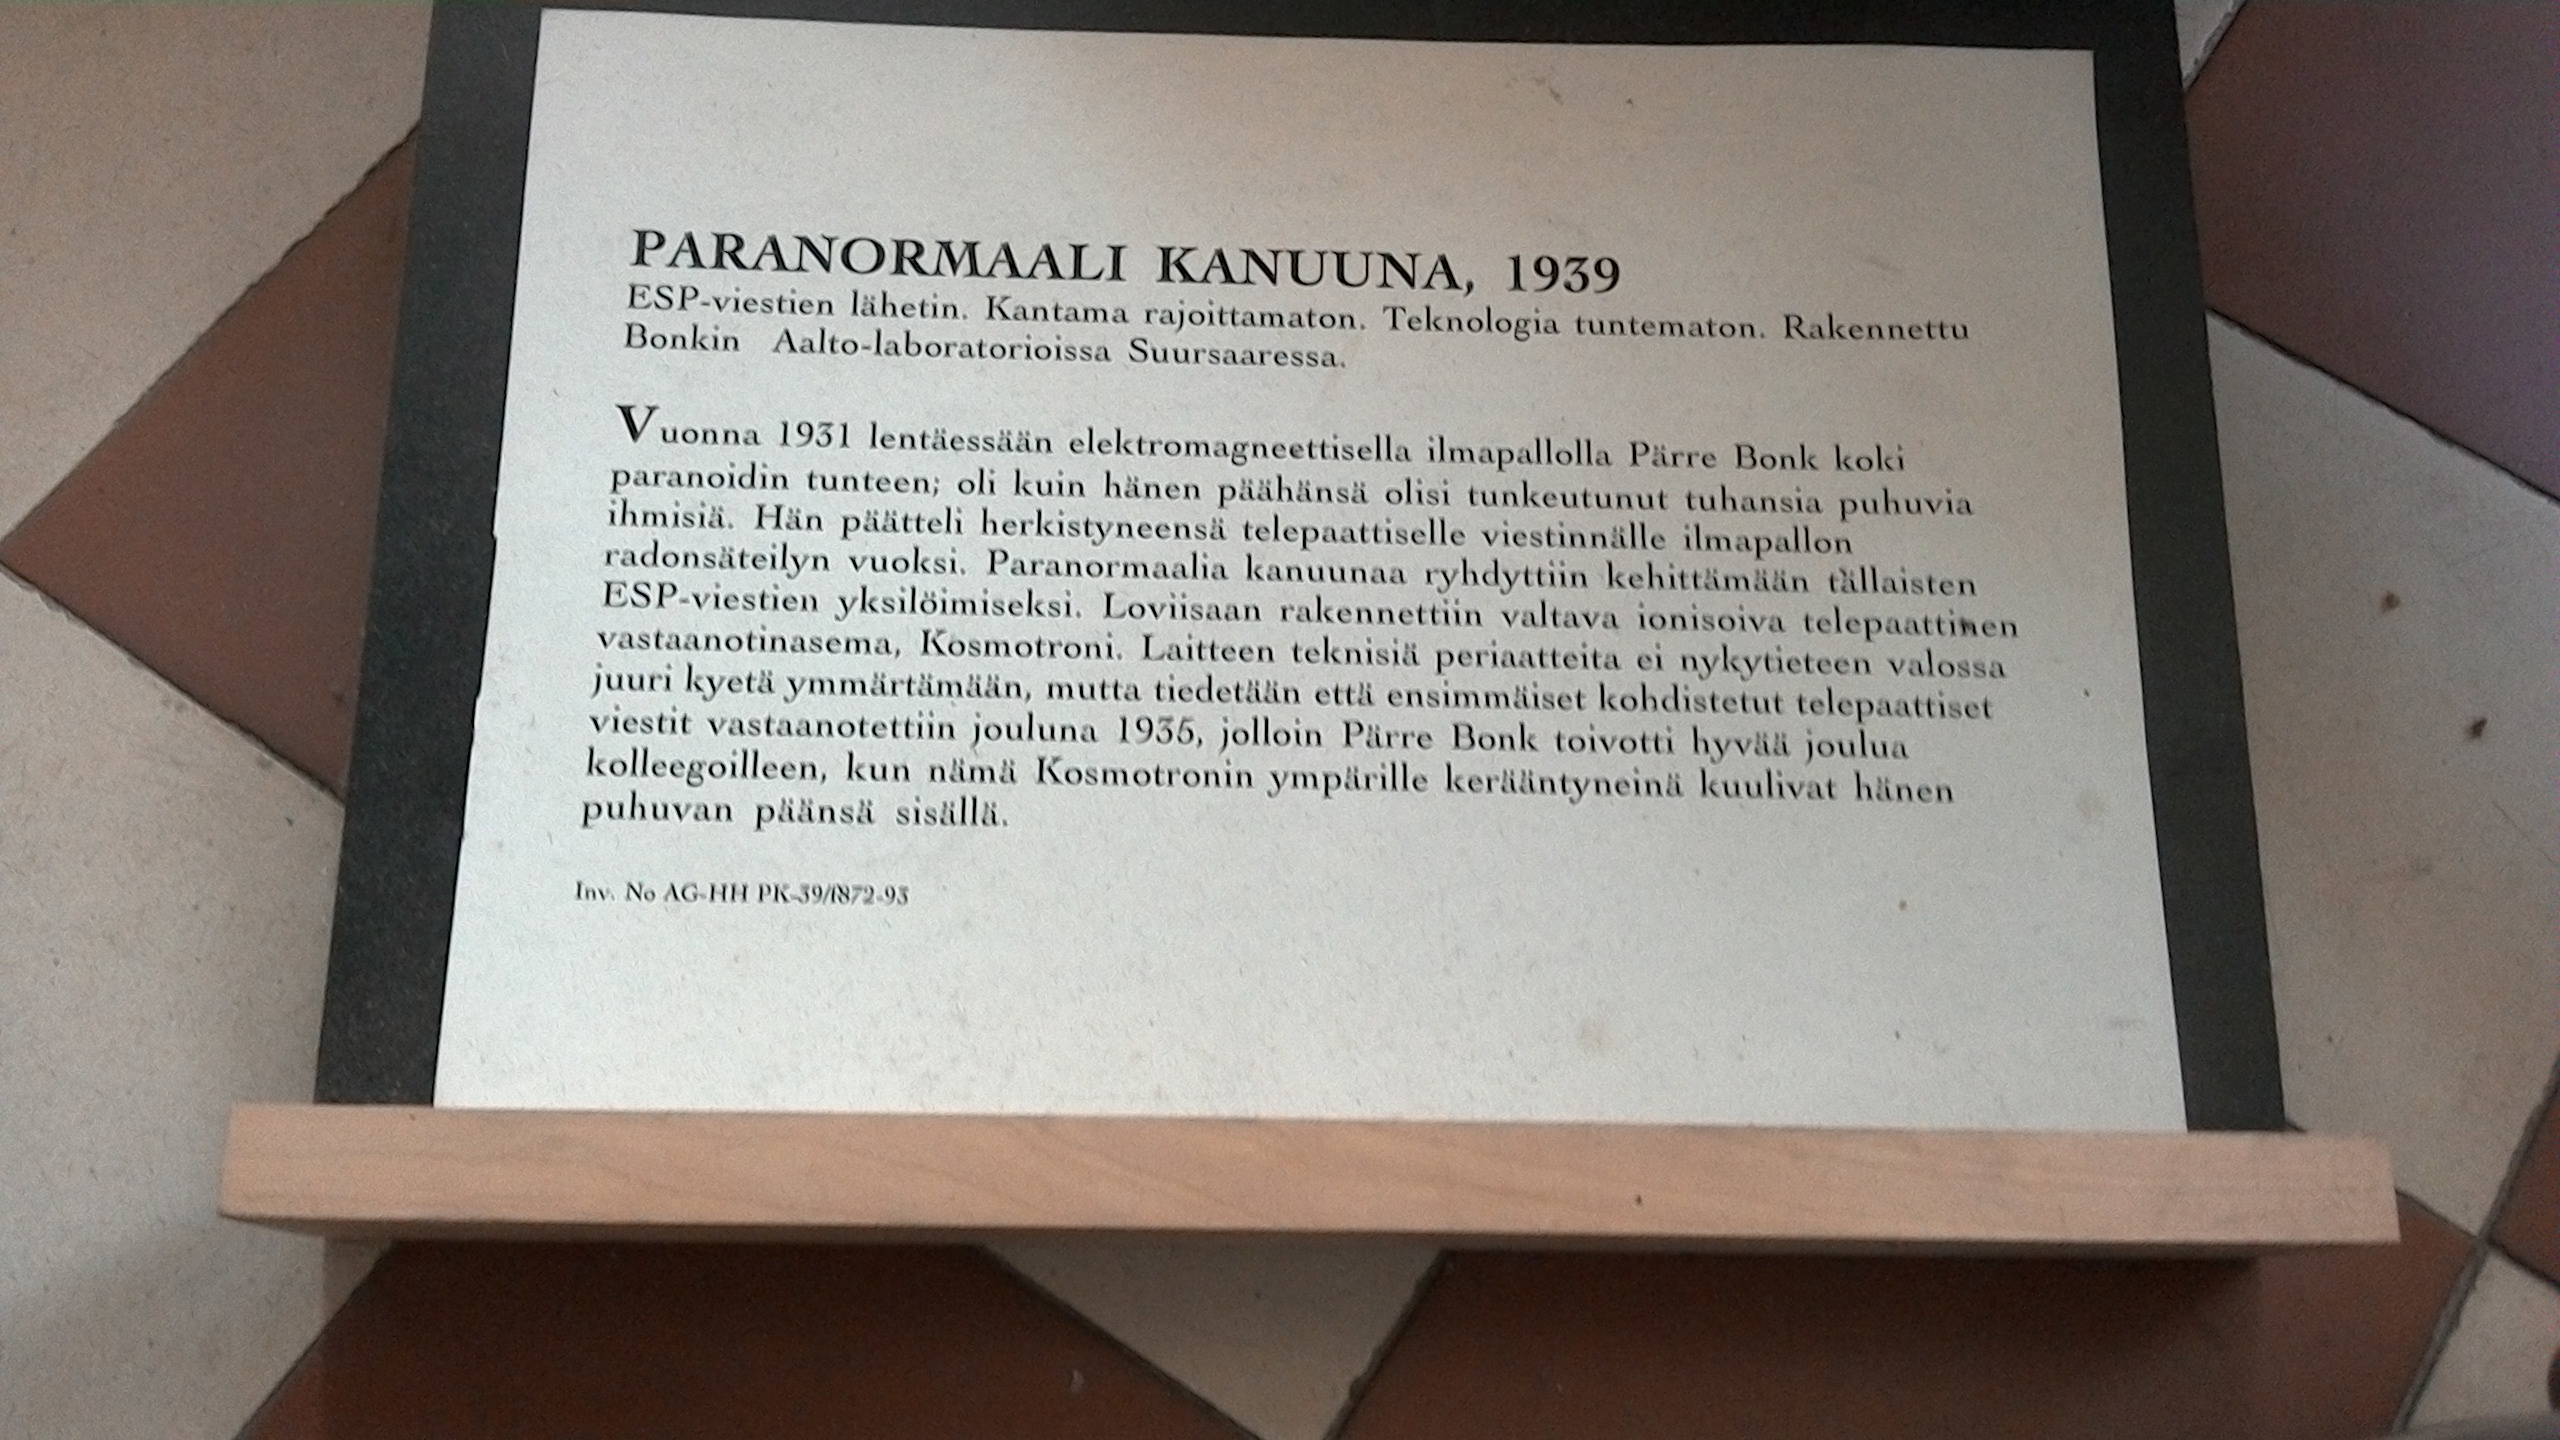 PARANORMAALI KANUUNA, 1939
ESP-viestien lähetin. Kantama rajoittamaton. Teknologia tuntematon. Rakennettu
Bonkin Aalto-laboratorioissa Suursaaressa.
Vuonna 1931 lentäessään elektromagneettisella ilmapallolla Pärre Bonk koki
paranoidin tunteen; oli kuin hänen päähänsä olisi tunkeutunut tuhansia puhuvia
ihmisiä. Hän päätteli herkistyneensä telepaattiselle viestinnälle ilmapallon
radonsäteilyn vuoksi. Paranormaalia kanuunaa ryhdyttiin kehittämään tällaisten
ESP-viestien yksilöimiseksi. Loviisaan rakennettiin valtava ionisoiva telepaattinen
vastaanotinasema, Kosmotroni. Laitteen teknisiä periaatteita ei nykytieteen valossa
juuri kyetä ymmärtämään, mutta tiedetään että ensimmäiset kohdistetut telepaattiset
viestit vastaanotettiin jouluna 1935, jolloin Pärre Bonk toivotti hyvää joulua
kolleegoilleen, kun nämä Kosmotronin ympärille kerääntyneinä kuulivat hänen
puhuvan päänsä sisällä.
Inv. No AG-HH PK-39/1872-93